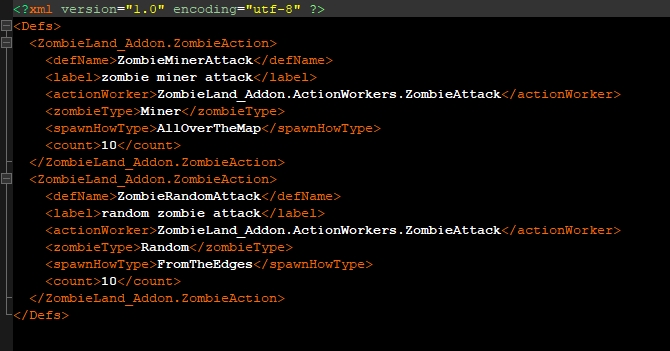 <?xml version="1.0" encoding="utf-8" ?>
<Defs>
<ZombieLand_Addon.ZombieAction>
<defName>ZombieMinerAttack</defName>
<label>zombie miner attack</label>
<actionWorker>ZombieLand_Addon.ActionWorkers.ZombieAttack</actionWorker>
<zombieType>Miner</zombieType>
<spawnHowType>AllOverTheMap</spawnHowType>
<count>10</count>
</ZombieLand_Addon.ZombieAction>
<ZombieLand_Addon.ZombieAction>
<defName>ZombieRandomAttack</defName>
<label>random zombie attack</label>
<actionWorker>ZombieLand_Addon.ActionWorkers.ZombieAttack</actionWorker>
<zombieType>Random</zombieType>
<spawnHowType>FromTheEdges</spawnHowType>
<count>10</count>
</ZombieLand_Addon.ZombieAction>
</Defs>